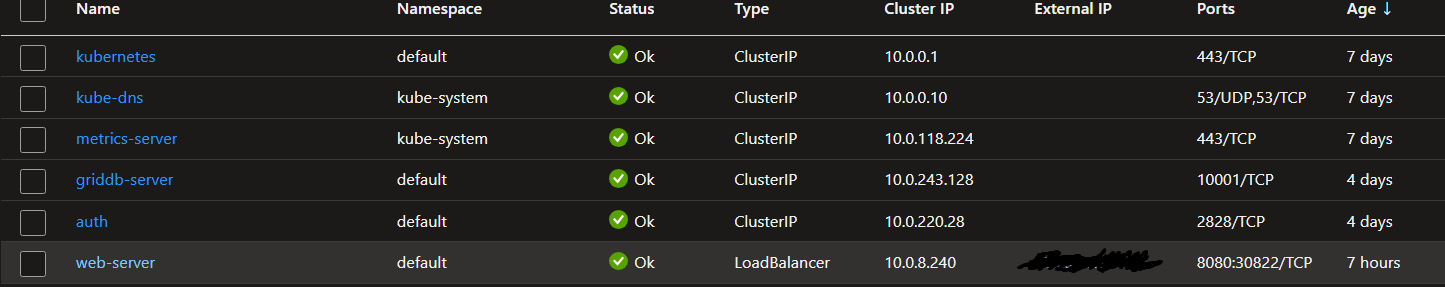 Name Namespace Status Type Cluster IP External IP Ports Age ↓
kubernetes default Ok ClusterIP 10.0.0.1 443/TCP 7 days
kube-dns kube-system Ok ClusterIP 10.0.0.10 53/UDP,53/TCP 7 days
metrics-server kube-system Ok ClusterIP 10.0.118.224 443/TCP 7 days
griddb-server default Ok ClusterIP 10.0.243.128 10001/TCP 4 days
auth default Ok ClusterIP 10.0.220.28 2828/TCP 4 days
web-server default Ok LoadBalancer 10.0.8.240 8080:30822/TCP 7 hours